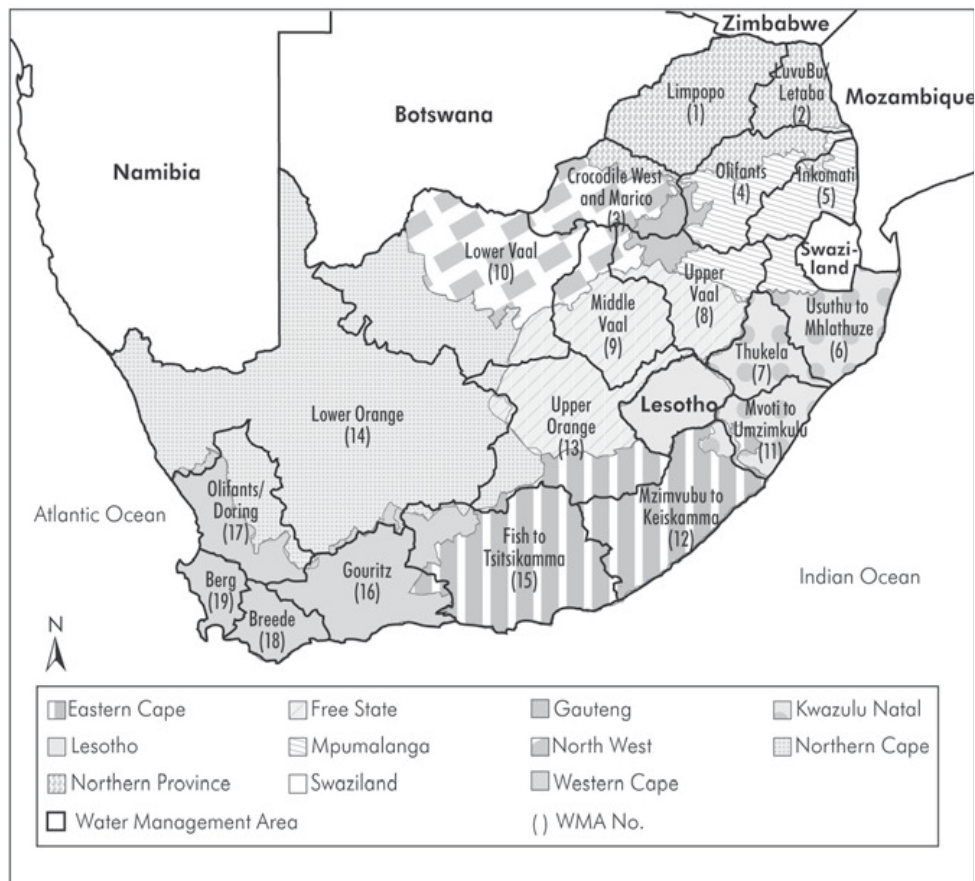 Zimbabwe
LuvuBu/
Letaba
(2)
Limpopo
(1)
Mozambique
Botswana
Namibia
Crocodile West
and Marico
(3)
Olifants
(4)
Inkomati
(5)
Lower Vaal
(10)
Swazi-
land
Upper
Vaal
(8)
Middle
Vaal
(9)
Usuthu to
Mhlathuze
(6)
Thukela
(7)
Lesotho
Lower Orange
(14)
Upper
Orange
(13)
Mvoti to
Umzimkulu
(11)
Olifants/
Doring
(17)
Atlantic Ocean
Mzimvubu to
Keiskamma
(12)
Fish to
Tsitsikamma
(15)
Gouritz
(16)
Berg
(19)
Breede
(18)
Indian Ocean
N
Eastern Cape
Free State
Gauteng
Kwazulu Natal
Lesotho
Mpumalanga
North West
Northern Cape
Northern Province
Swaziland
Western Cape
Water Management Area
( ) WMA No.